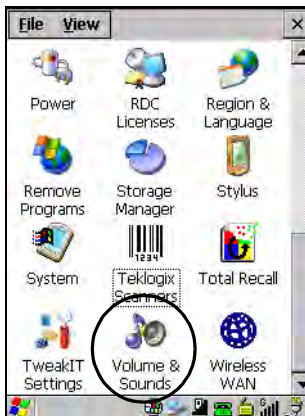 File View
Power RDC Region &
Licenses Language
Remove Storage Stylus
Programs Manager
1234
System Teklogix Total Recall
Scanners
TweakIT Volume & Wireless
Settings Sounds WAN